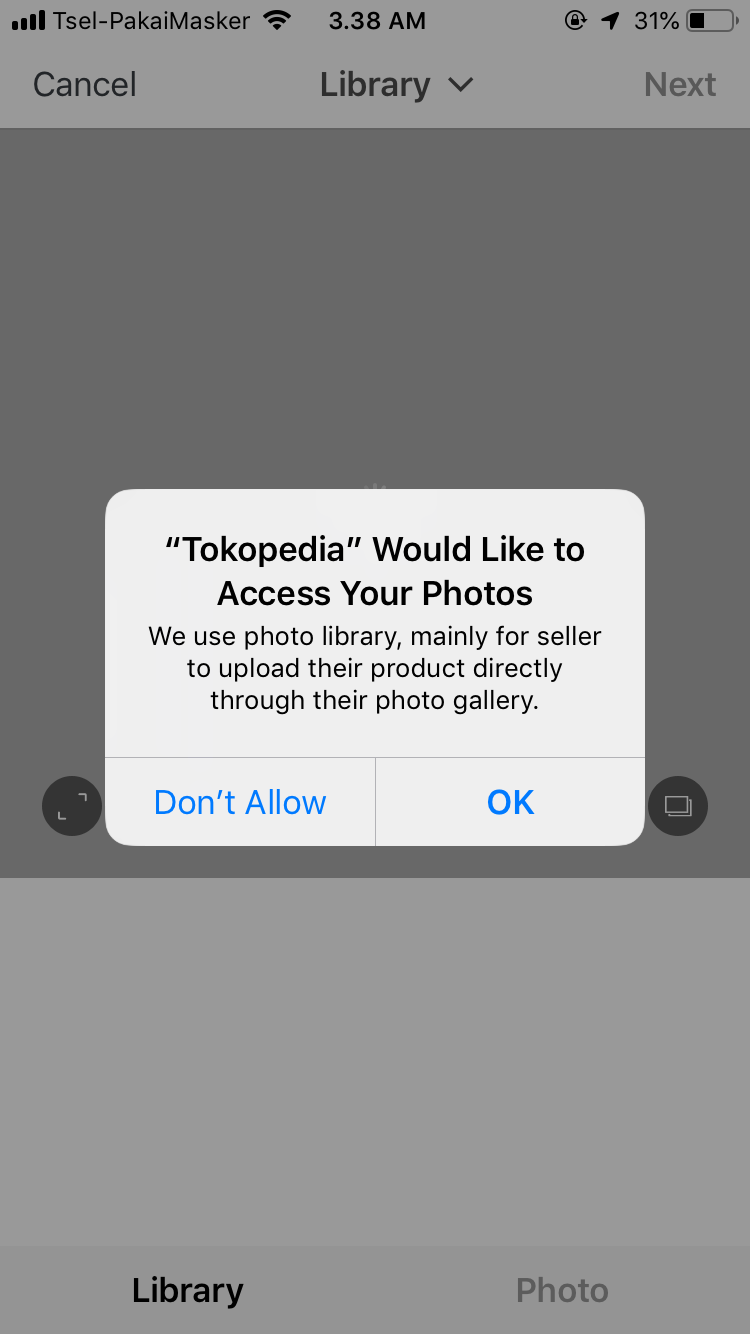 Tsel-PakaiMasker 3.38 AM 31%
Cancel Library Next
“Tokopedia” Would Like to
Access Your Photos
We use photo library, mainly for seller
to upload their product directly
through their photo gallery.
Don’t Allow OK
Library Photo